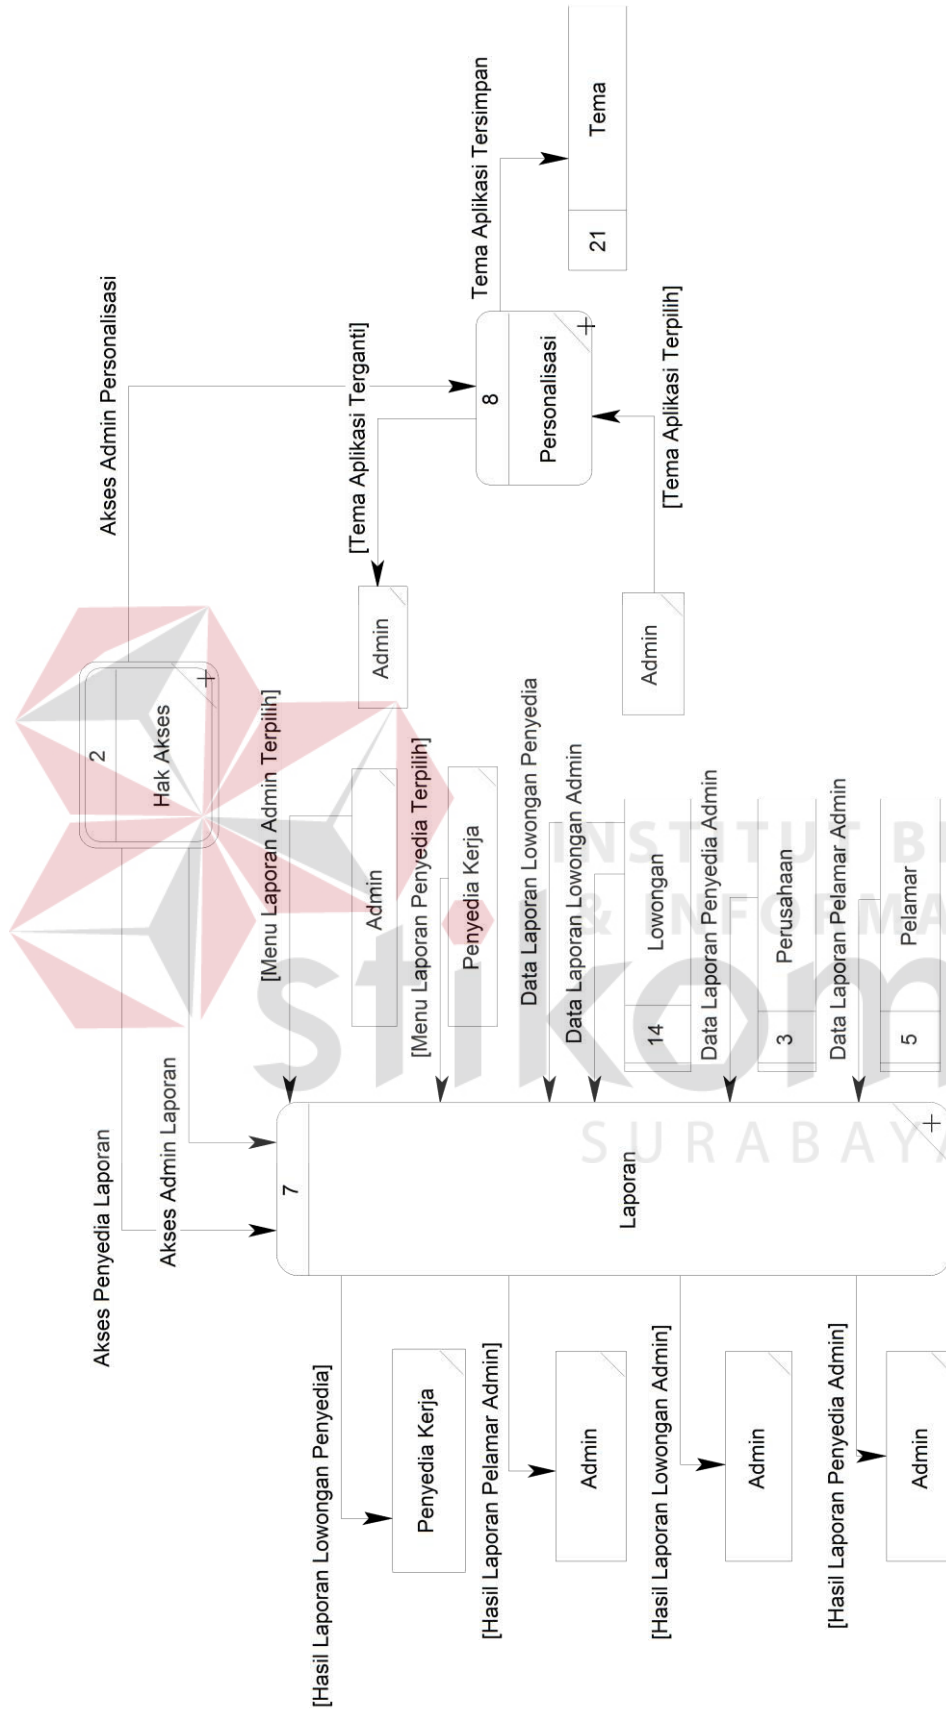 Akses Penyedia Laporan
Akses Admin Laporan
2
Hak Akses
Akses Admin Personalisasi
[Menu Laporan Admin Terpilih]
Admin
[Menu Laporan Penyedia Terpilih]
Penyedia Kerja
Data Laporan Lowongan Penyedia
Data Laporan Lowongan Admin
14
Lowongan
Data Laporan Penyedia Admin
3
Perusahaan
Data Laporan Pelamar Admin
5
Pelamar
7
Laporan
[Hasil Laporan Lowongan Penyedia]
Penyedia Kerja
[Hasil Laporan Pelamar Admin]
Admin
[Hasil Laporan Lowongan Admin]
Admin
[Hasil Laporan Penyedia Admin]
Admin
[Tema Aplikasi Terganti]
Admin
8
Personalisasi
[Tema Aplikasi Terpilih]
Admin
Tema Aplikasi Tersimpan
21
Tema
INSTITUT
& INFORMA
stikom
SURABAYA